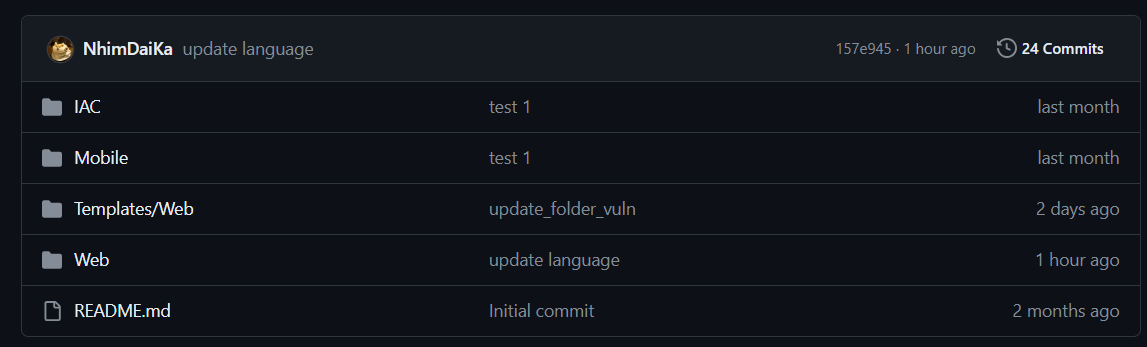 NhimDaiKa update language 157e945 · 1 hour ago 24 Commits
IAC test 1 last month
Mobile test 1 last month
Templates/Web update_folder_vuln 2 days ago
Web update language 1 hour ago
README.md Initial commit 2 months ago